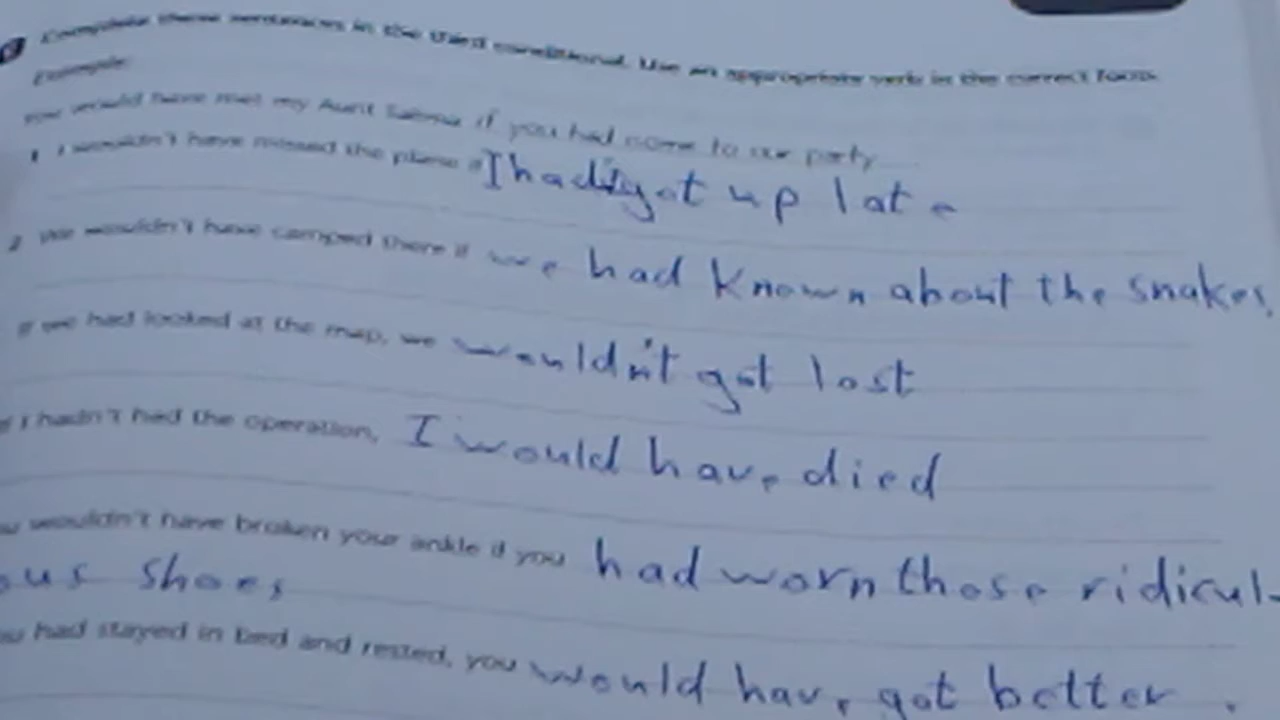 Complete these sentences in the third conditional. Use an appropriate verb in the correct form.
Example:
You would have met my Aunt Salma if you had come to our party
1 I wouldn't have missed the plane if I had got up late
2 We wouldn't have camped there if we had known about the snakes,
If we had looked at the map, we wouldn't got lost
If I hadn't had the operation, I would have died
wouldn't have broken your ankle if you had worn those ridicul-
ous shoes
had stayed in bed and rested, you would have got better.